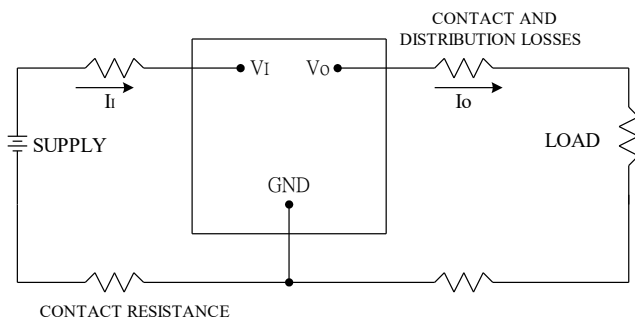 CONTACT AND
DISTRIBUTION LOSSES
VI
VO
II
IO
SUPPLY
LOAD
GND
CONTACT RESISTANCE